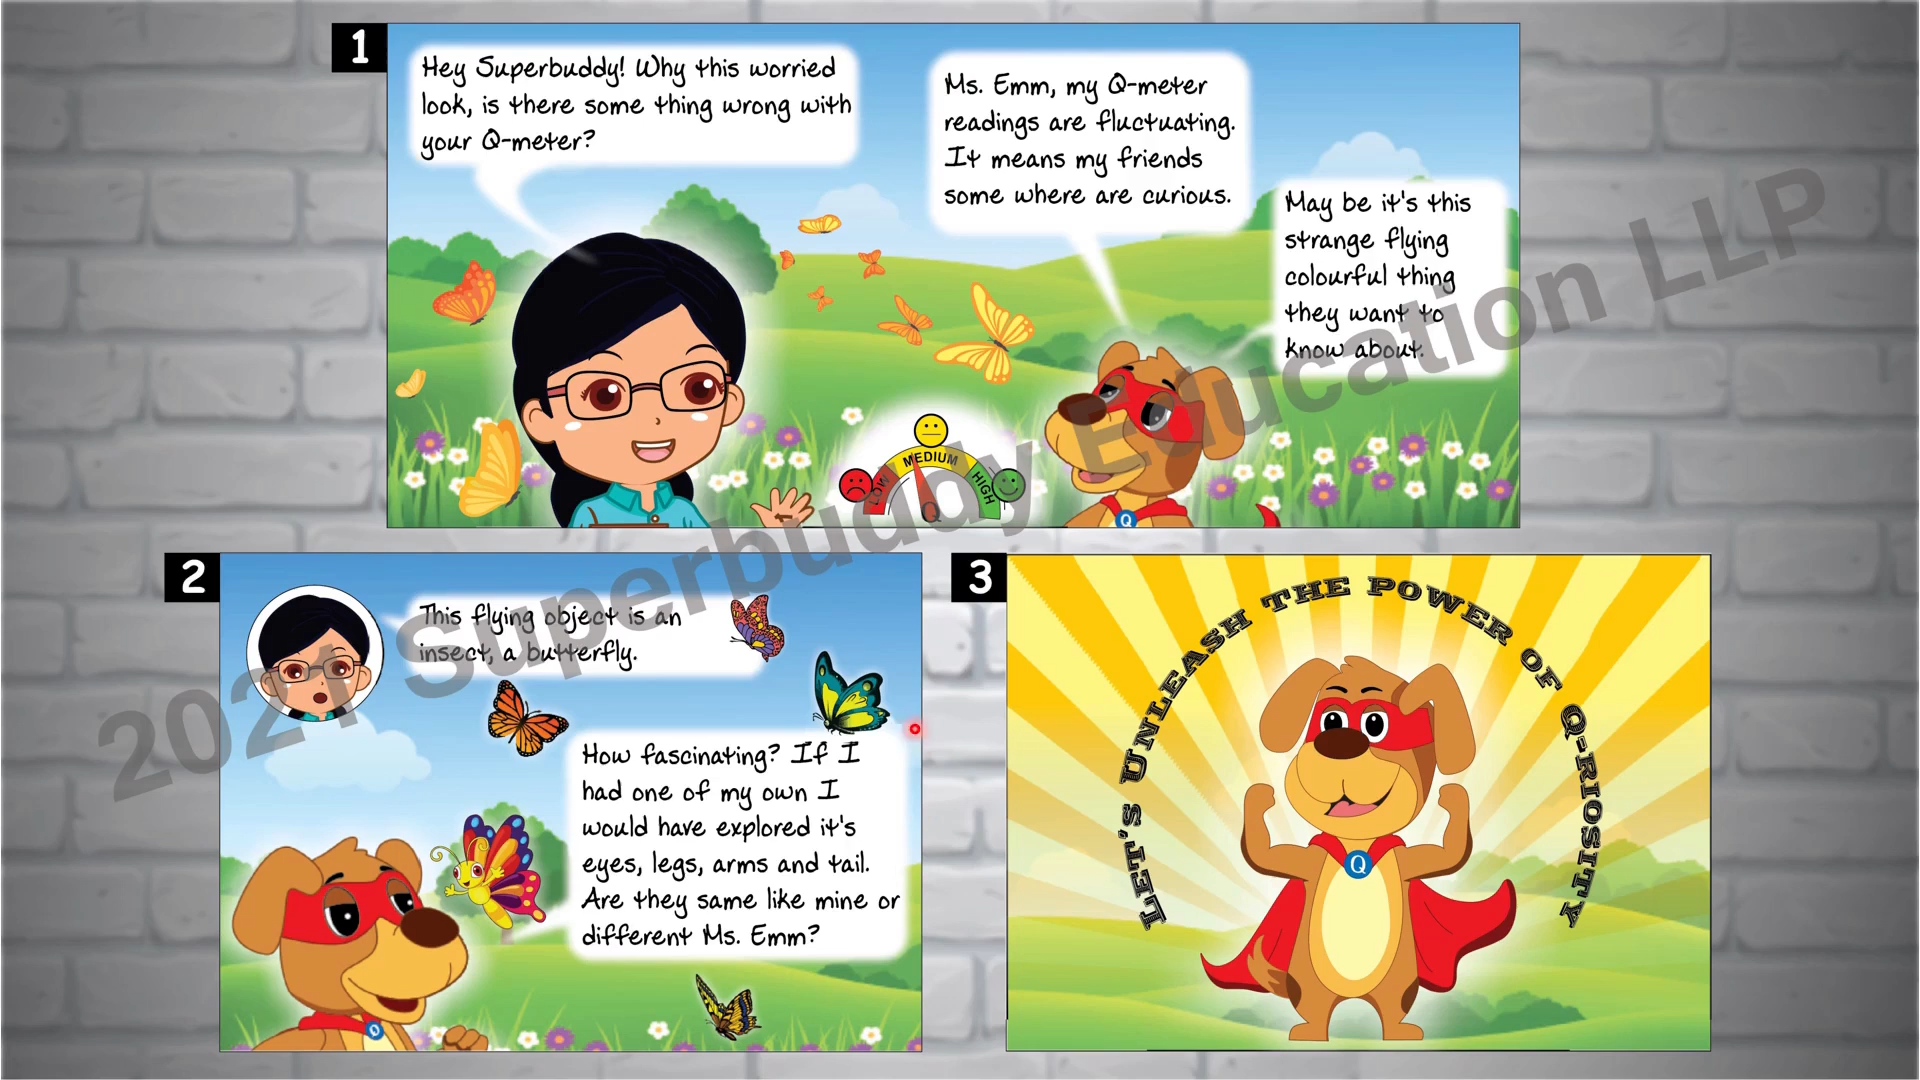 1
Hey Superbuddy! Why this worried
look, is there some thing wrong with
your Q-meter?
Ms. Emm, my Q-meter
readings are fluctuating.
It means my friends
some where are curious.
May be it's this
strange flying
colourful thing
they want to
know about.
LOW
MEDIUM
HIGH
Q
Q
2
This flying object is an
insect, a butterfly.
How fascinating? If I
had one of my own I
would have explored it's
eyes, legs, arms and tail.
Are they same like mine or
different Ms. Emm?
Q
3
LET'S UNLEASH THE POWER OF Q-RIOSITY
Q
2021 Superbuddy Education LLP